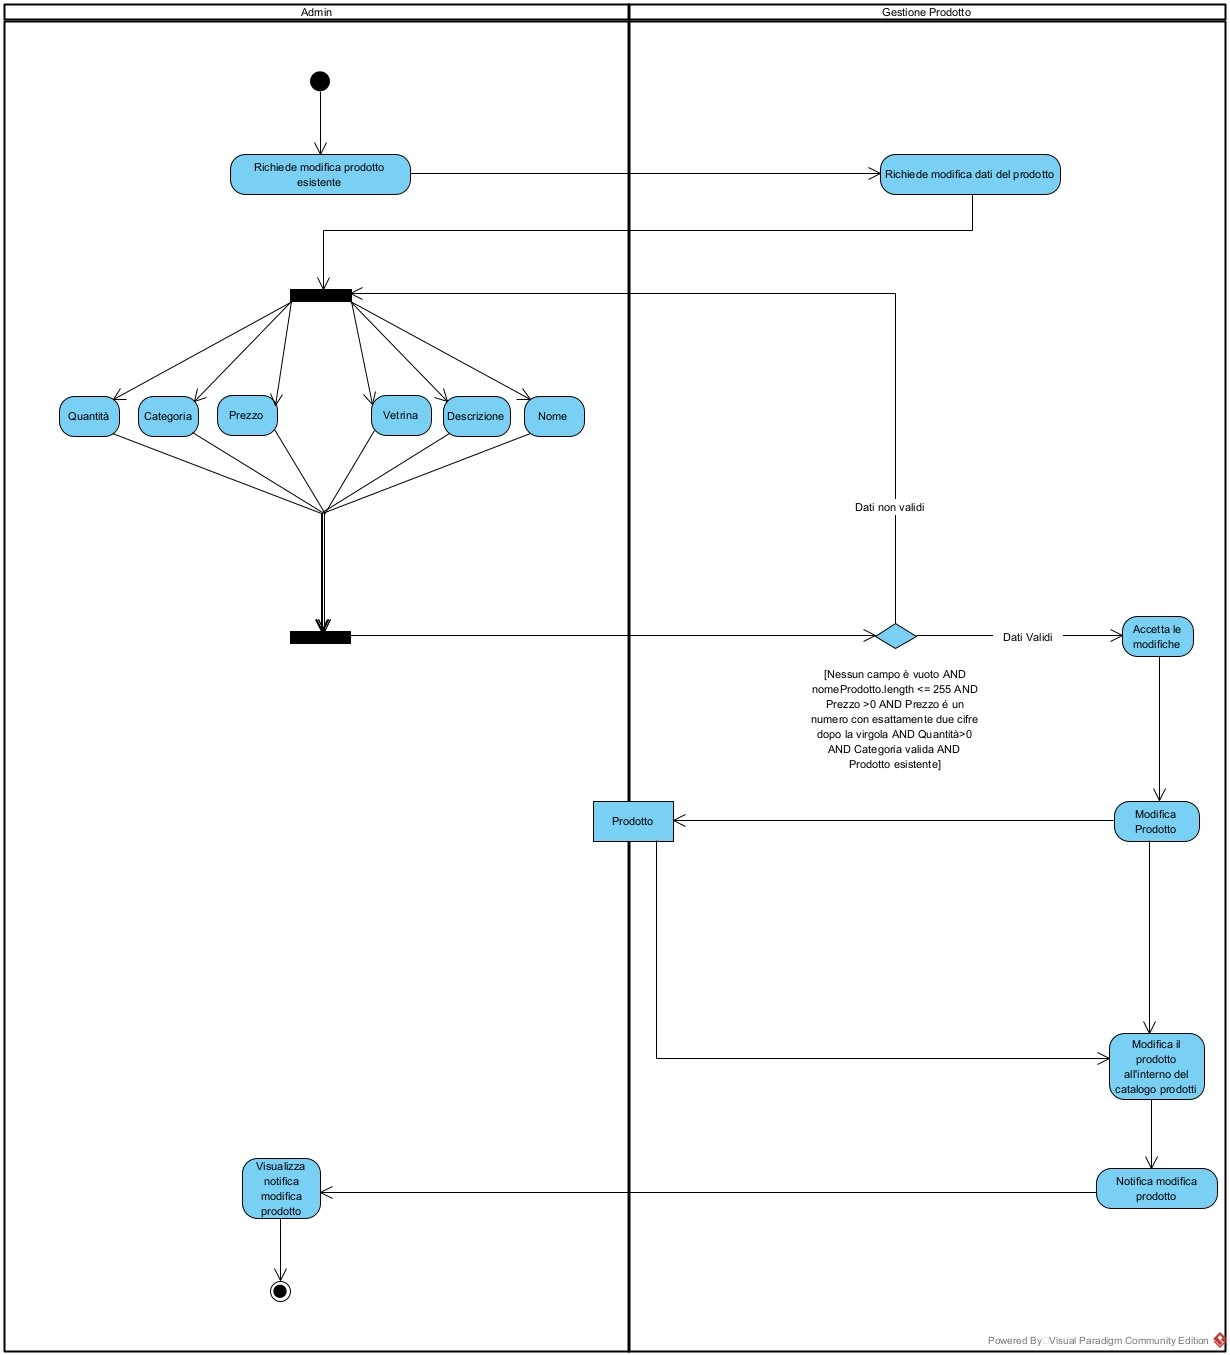 Admin
Gestione Prodotto
Richiede modifica prodotto
esistente
Richiede modifica dati del prodotto
Quantità
Categoria
Prezzo
Vetrina
Descrizione
Nome
Dati non validi
Dati Validi
Accetta le
modifiche
[Nessun campo è vuoto AND
nomeProdotto.length <= 255 AND
Prezzo >0 AND Prezzo é un
numero con esattamente due cifre
dopo la virgola AND Quantità>0
AND Categoria valida AND
Prodotto esistente]
Prodotto
Modifica
Prodotto
Modifica il
prodotto
all'interno del
catalogo prodotti
Visualizza
notifica
modifica
prodotto
Notifica modifica
prodotto
Powered By Visual Paradigm Community Edition